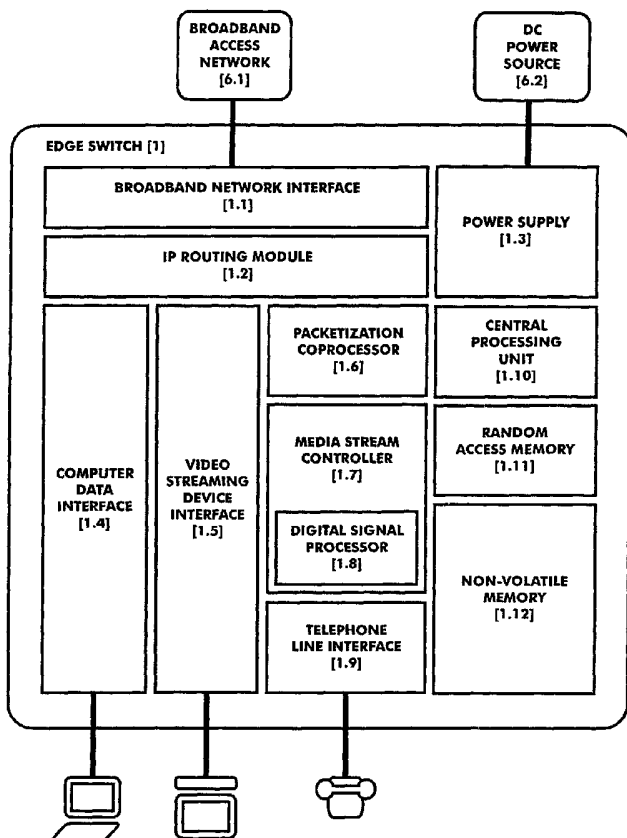 BROADBAND
ACCESS
NETWORK
[6.1]
DC
POWER
SOURCE
[6.2]
EDGE SWITCH [1]
BROADBAND NETWORK INTERFACE
[1.1]
POWER SUPPLY
[1.3]
IP ROUTING MODULE
[1.2]
COMPUTER
DATA
INTERFACE
[1.4]
VIDEO
STREAMING
DEVICE
INTERFACE
[1.5]
PACKETIZATION
COPROCESSOR
[1.6]
CENTRAL
PROCESSING
UNIT
[1.10]
MEDIA STREAM
CONTROLLER
[1.7]
DIGITAL SIGNAL
PROCESSOR
[1.8]
RANDOM
ACCESS MEMORY
[1.11]
TELEPHONE
LINE INTERFACE
[1.9]
NON-VOLATILE
MEMORY
[1.12]